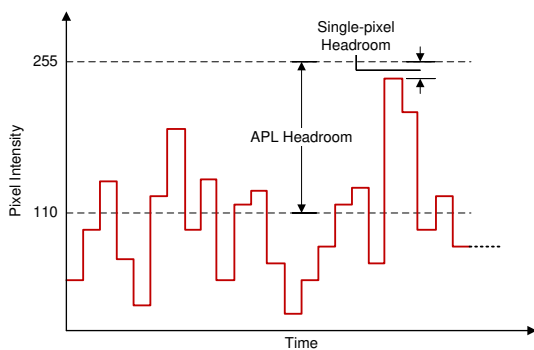 Single-pixel
Headroom
255
APL Headroom
Pixel Intensity
110
Time